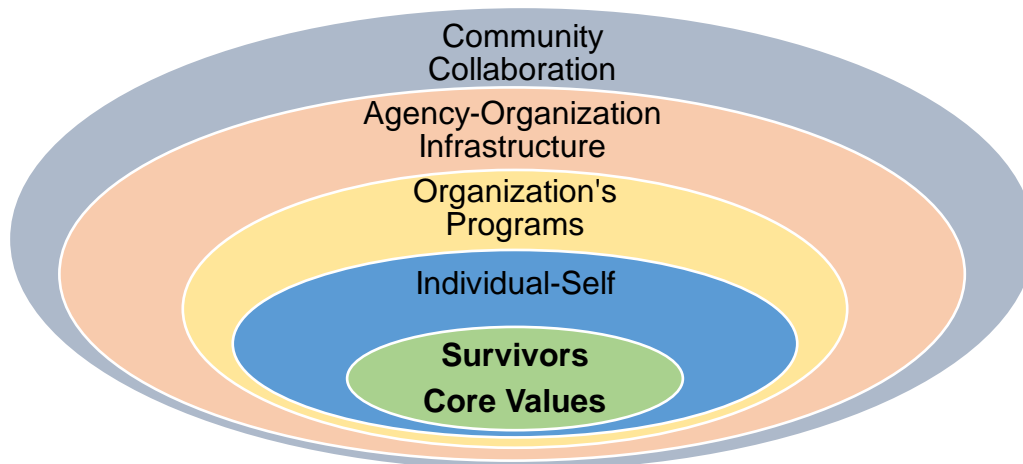 Community
Collaboration
Agency-Organization
Infrastructure
Organization's
Programs
Individual-Self
Survivors
Core Values